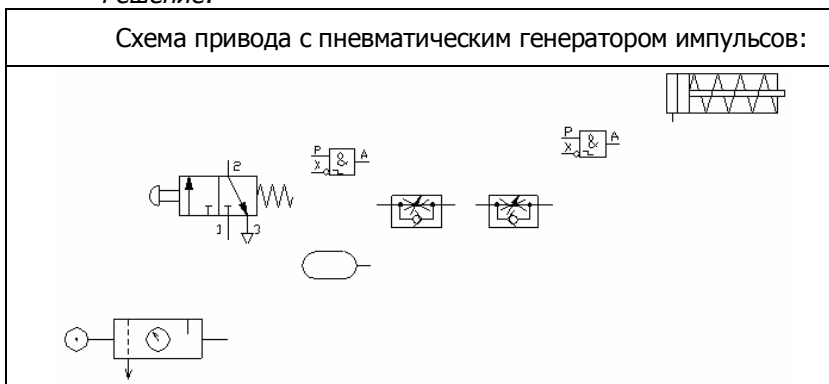 Решение:
Схема привода с пневматическим генератором импульсов:
P
X
&
A
P
X
&
A
2
1
3